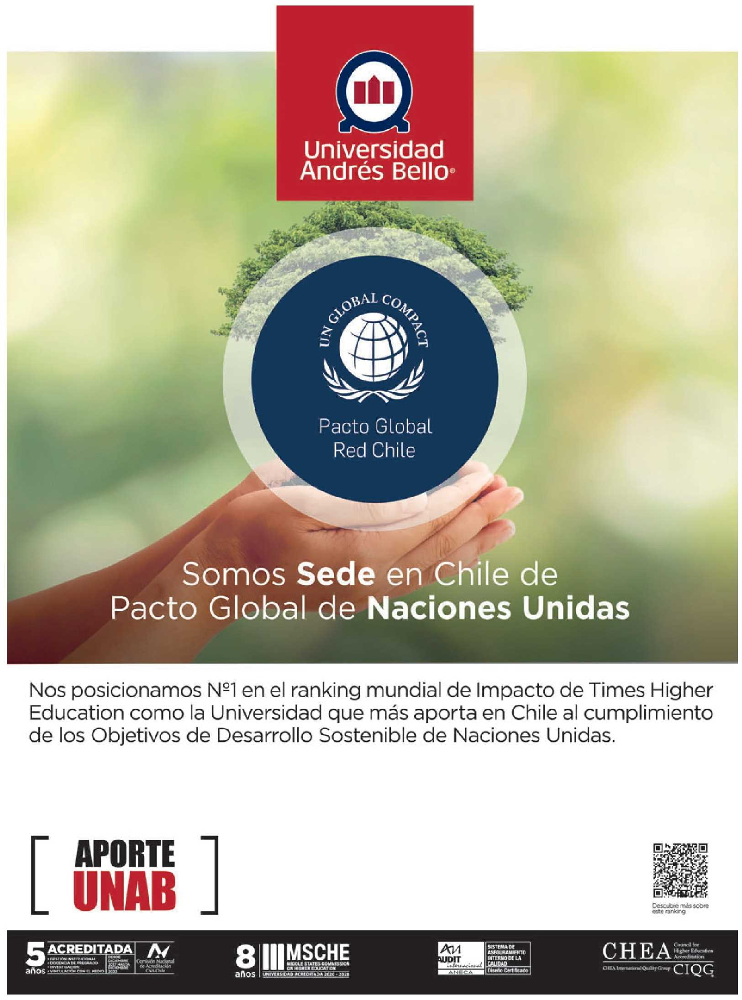 Universidad
Andrés Bello®
UN GLOBAL COMPACT
Pacto Global
Red Chile
Somos Sede en Chile de
Pacto Global de Naciones Unidas
Nos posicionamos Nº1 en el ranking mundial de Impacto de Times Higher
Education como la Universidad que más aporta en Chile al cumplimiento
de los Objetivos de Desarrollo Sostenible de Naciones Unidas.
APORTE
UNAB
Descubre más sobre
este ranking
5 años
ACREDITADA
• GESTIÓN INSTITUCIONAL
• DOCENCIA DE PREGRADO
• INVESTIGACIÓN
• VINCULACIÓN CON EL MEDIO
DESDE
DICIEMBRE
2017 HASTA
DICIEMBRE
2022
Comisión Nacional
de Acreditación
CNA-Chile
8 años
MSCHE
MIDDLE STATES COMMISSION
ON HIGHER EDUCATION
UNIVERSIDAD ACREDITADA 2020 - 2028
AUDIT
internacional
ANECA
SISTEMA DE
ASEGURAMIENTO
INTERNO DE LA
CALIDAD
Diseño Certificado
CHEA
Council for
Higher Education
Accreditation
CHEA International Quality Group
CIQG